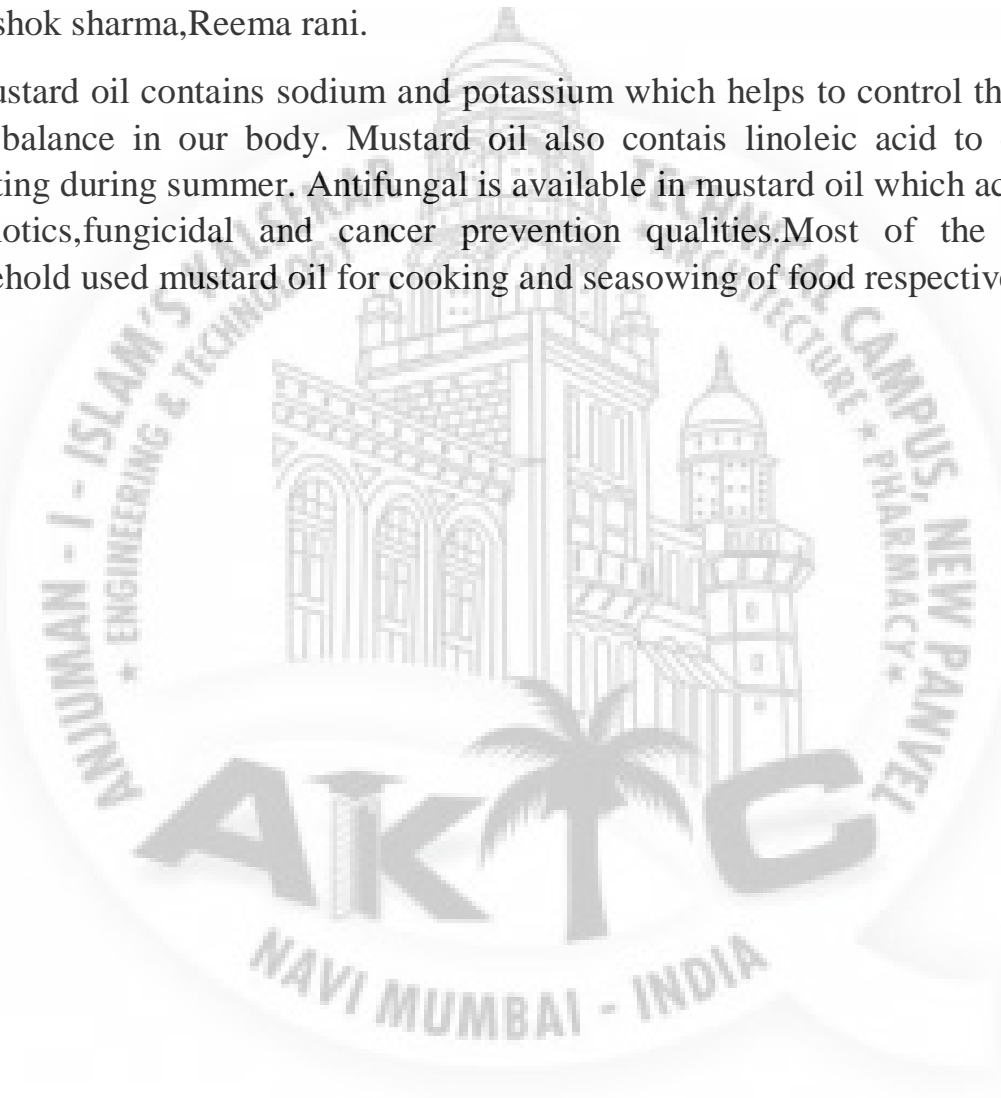 shok sharma,Reema rani.
ustard oil contains sodium and potassium which helps to control th
balance in our body. Mustard oil also contais linoleic acid to
ting during summer. Antifungal is available in mustard oil which ac
iotics,fungicidal and cancer prevention qualities.Most of the
ehold used mustard oil for cooking and seasowing of food respective
ANJUMAN - I - ISLAM'S KALSEKAR TECHNICAL CAMPUS, NEW PANVEL
★ ENGINEERING & TECHNOLOGY ★ ARCHITECTURE ★ PHARMACY ★
AKTC
NAVI MUMBAI - INDIA